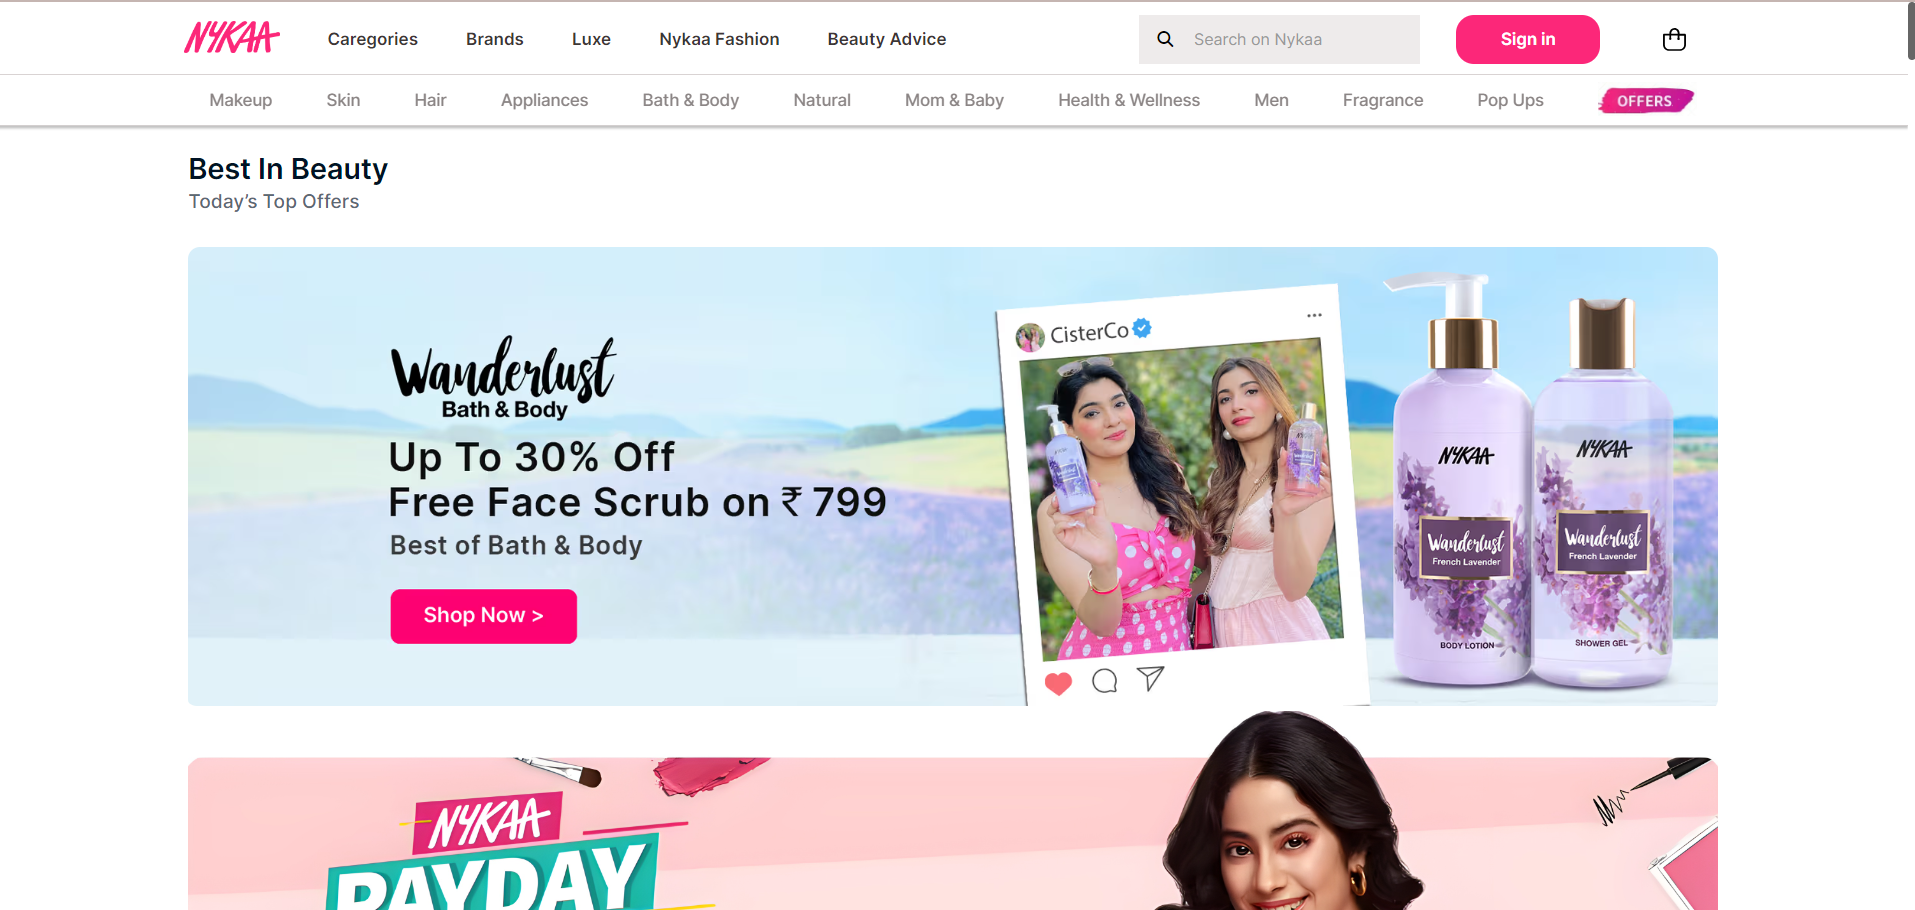 NYKAA
Caregories
Brands
Luxe
Nykaa Fashion
Beauty Advice
Search on Nykaa
Sign in
Makeup
Skin
Hair
Appliances
Bath & Body
Natural
Mom & Baby
Health & Wellness
Men
Fragrance
Pop Ups
OFFERS
Best In Beauty
Today’s Top Offers
Wanderlust
Bath & Body
Up To 30% Off
Free Face Scrub on ₹ 799
Best of Bath & Body
Shop Now >
CisterCo
NYKAA
Wanderlust
French Lavender
BODY LOTION
NYKAA
Wanderlust
French Lavender
SHOWER GEL
NYKAA
PAYDAY